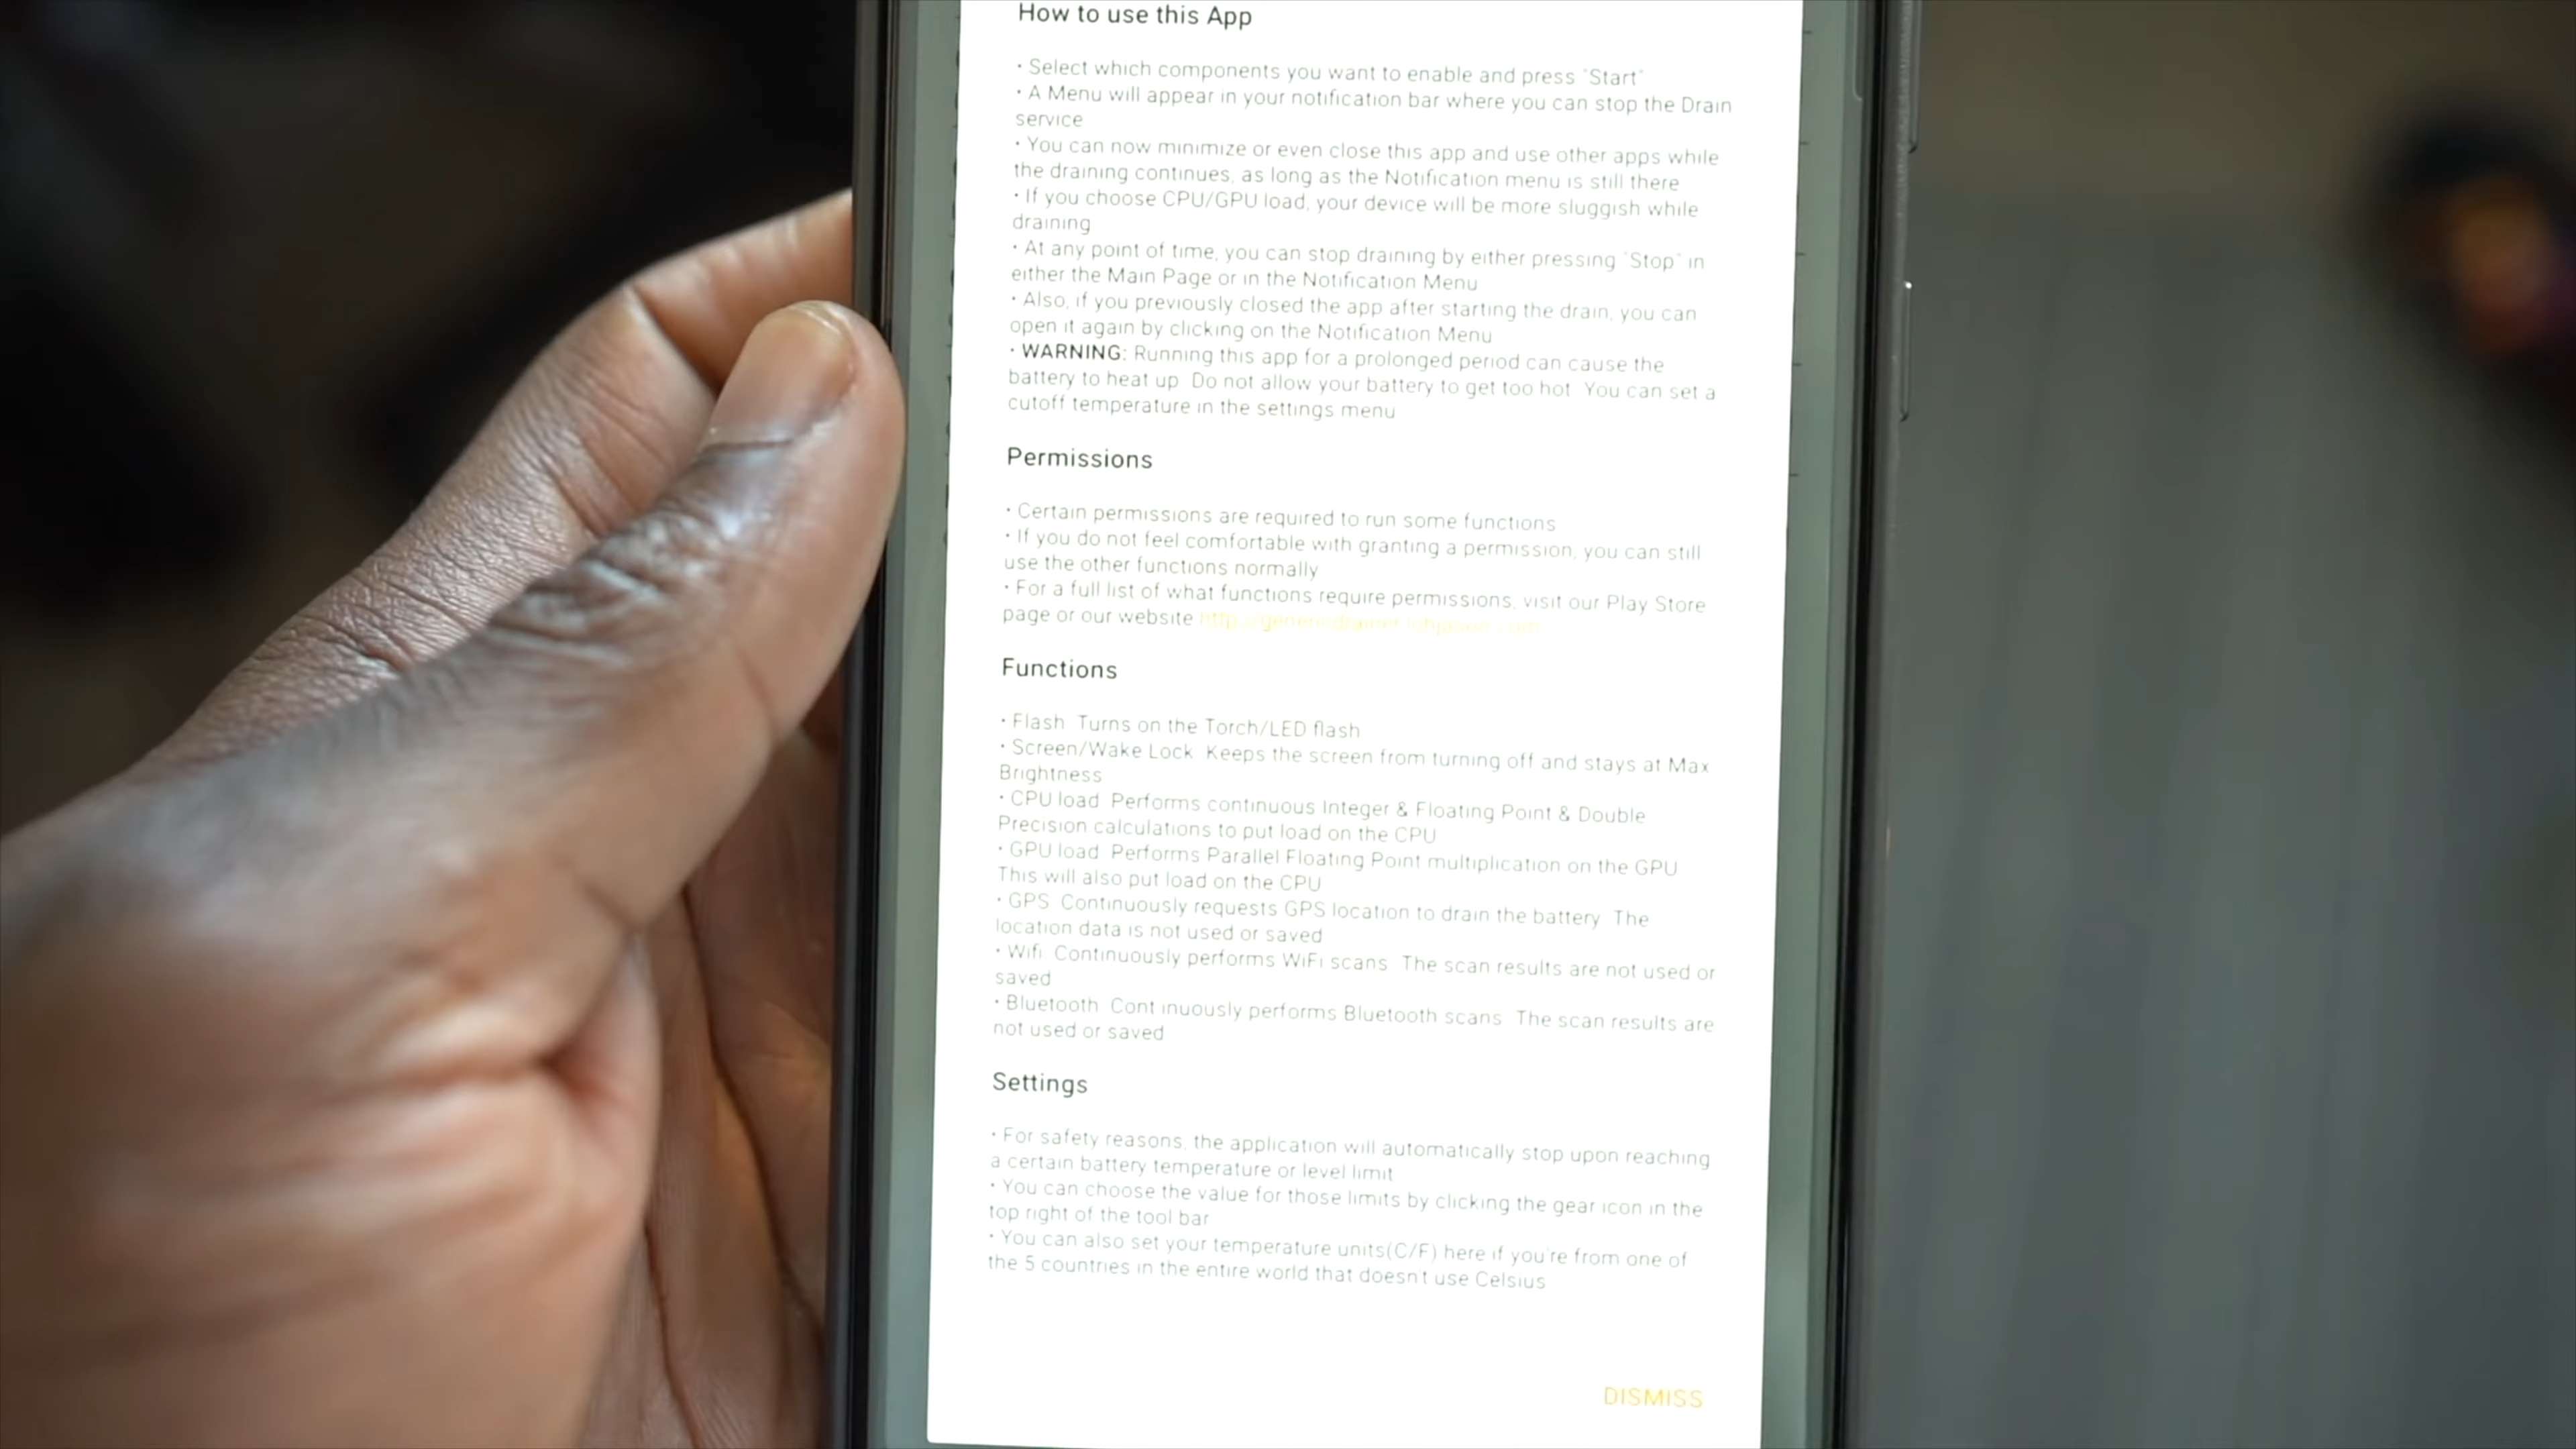 How to use this App
· Select which components you want to enable and press "Start"
· A Menu will appear in your notification bar where you can stop the Drain
service
· You can now minimize or even close this app and use other apps while
the draining continues, as long as the Notification menu is still there
· If you choose CPU/GPU load, your device will be more sluggish while
draining
· At any point of time, you can stop draining by either pressing "Stop" in
either the Main Page or in the Notification Menu
· Also, if you previously closed the app after starting the drain, you can
open it again by clicking on the Notification Menu
· WARNING: Running this app for a prolonged period can cause the
battery to heat up. Do not allow your battery to get too hot. You can set a
cutoff temperature in the settings menu
Permissions
· Certain permissions are required to run some functions
· If you do not feel comfortable with granting a permission, you can still
use the other functions normally
· For a full list of what functions require permissions, visit our Play Store
page or our website
Functions
· Flash Turns on the Torch/LED flash
· Screen/Wake Lock Keeps the screen from turning off and stays at Max
Brightness
· CPU load Performs continuous Integer & Floating Point & Double
Precision calculations to put load on the CPU
· GPU load Performs Parallel Floating Point multiplication on the GPU
This will also put load on the CPU
· GPS Continuously requests GPS location to drain the battery The
location data is not used or saved
· Wifi Continuously performs WiFi scans The scan results are not used or
saved
· Bluetooth Cont inuously performs Bluetooth scans The scan results are
not used or saved
Settings
· For safety reasons, the application will automatically stop upon reaching
a certain battery temperature or level limit
· You can choose the value for those limits by clicking the gear icon in the
top right of the tool bar
· You can also set your temperature units(C/F) here if you're from one of
the 5 countries in the entire world that doesn't use Celsius
DISMISS